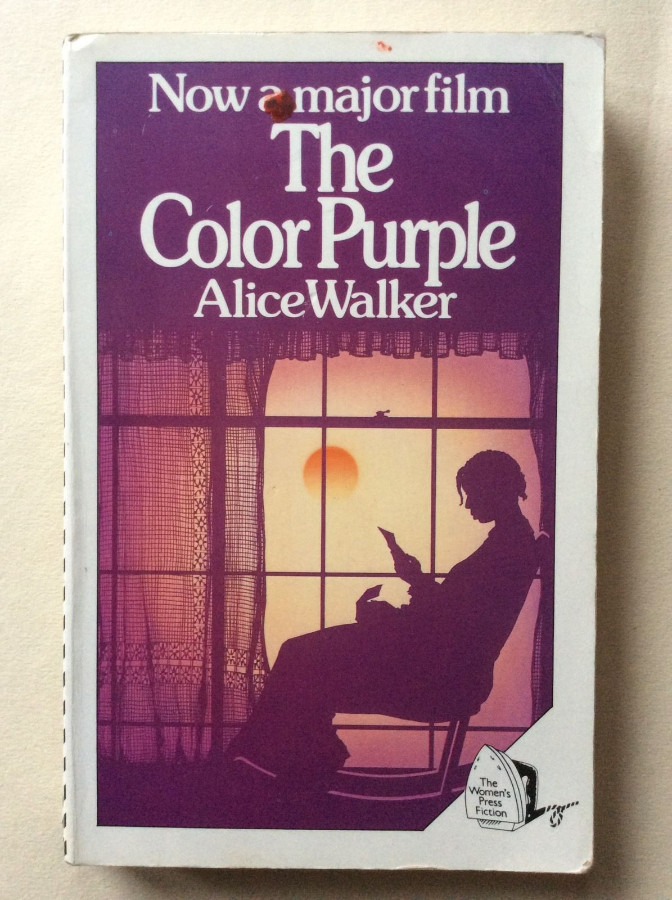 Now a major film
The
Color Purple
Alice Walker
The
Women's
Press
Fiction